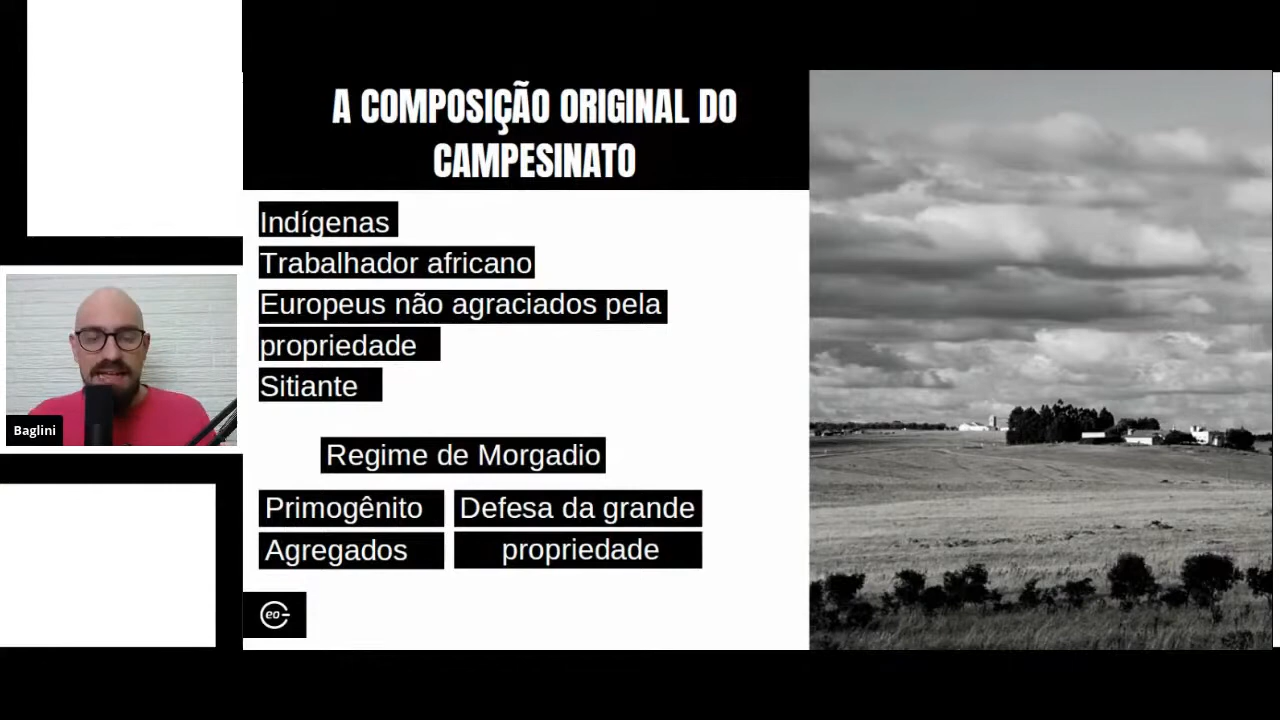 A COMPOSIÇÃO ORIGINAL DO
CAMPESINATO
Indígenas
Trabalhador africano
Europeus não agraciados pela
propriedade
Sitiante
Regime de Morgadio
Primogênito
Agregados
Defesa da grande
propriedade
eo
Baglini